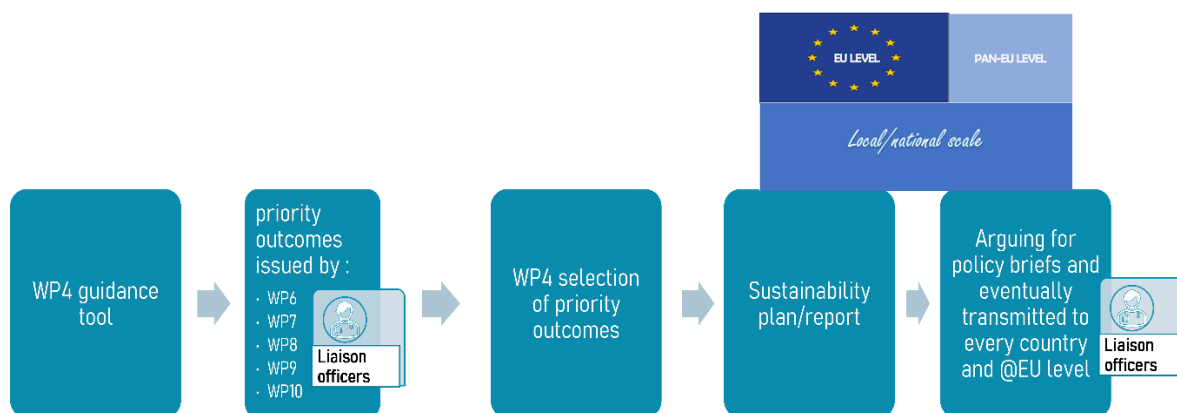 EU LEVEL
PAN-EU LEVEL
Local/national scale
WP4 guidance
tool
priority
outcomes
issued by :
· WP6
· WP7
· WP8
· WP9
· WP10
Liaison
officers
WP4 selection
of priority
outcomes
Sustainability
plan/report
Arguing for
policy briefs and
eventually
transmitted to
every country
and @EU level
Liaison
officers